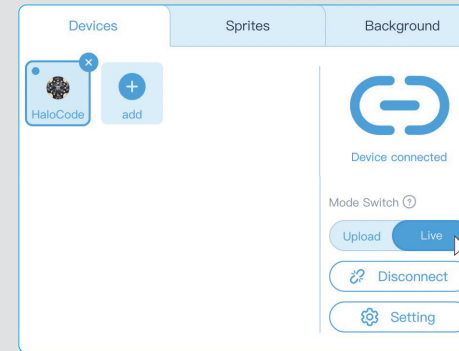 Devices
Sprites
Background
HaloCode
add
Device connected
Mode Switch ?
Upload
Live
Disconnect
Setting